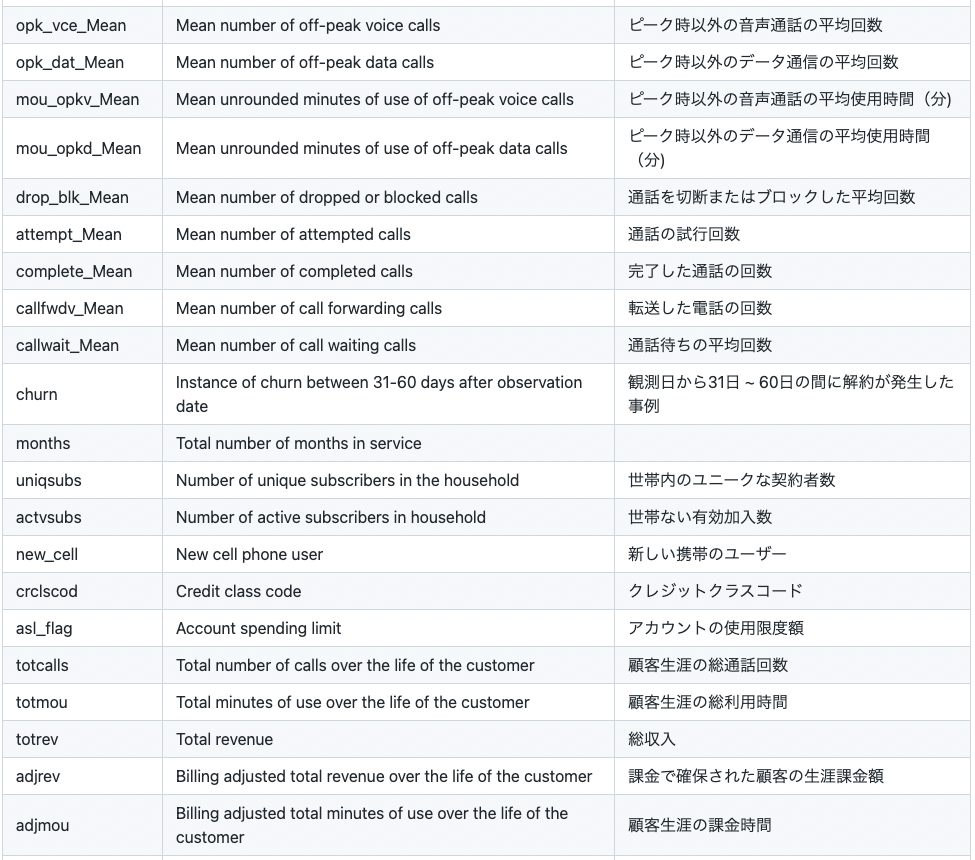 opk_vce_Mean Mean number of off-peak voice calls ピーク時以外の音声通話の平均回数
opk_dat_Mean Mean number of off-peak data calls ピーク時以外のデータ通信の平均回数
mou_opkv_Mean Mean unrounded minutes of use of off-peak voice calls ピーク時以外の音声通話の平均使用時間（分)
mou_opkd_Mean Mean unrounded minutes of use of off-peak data calls ピーク時以外のデータ通信の平均使用時間
（分)
drop_blk_Mean Mean number of dropped or blocked calls 通話を切断またはブロックした平均回数
attempt_Mean Mean number of attempted calls 通話の試行回数
complete_Mean Mean number of completed calls 完了した通話の回数
callfwdv_Mean Mean number of call forwarding calls 転送した電話の回数
callwait_Mean Mean number of call waiting calls 通話待ちの平均回数
churn Instance of churn between 31-60 days after observation
date 観測日から31日 ~ 60日の間に解約が発生した
事例
months Total number of months in service
uniqsubs Number of unique subscribers in the household 世帯内のユニークな契約者数
actvsubs Number of active subscribers in household 世帯ない有効加入数
new_cell New cell phone user 新しい携帯のユーザー
crclscod Credit class code クレジットクラスコード
asl_flag Account spending limit アカウントの使用限度額
totcalls Total number of calls over the life of the customer 顧客生涯の総通話回数
totmou Total minutes of use over the life of the customer 顧客生涯の総利用時間
totrev Total revenue 総収入
adjrev Billing adjusted total revenue over the life of the customer 課金で確保された顧客の生涯課金額
adjmou Billing adjusted total minutes of use over the life of the
customer 顧客生涯の課金時間